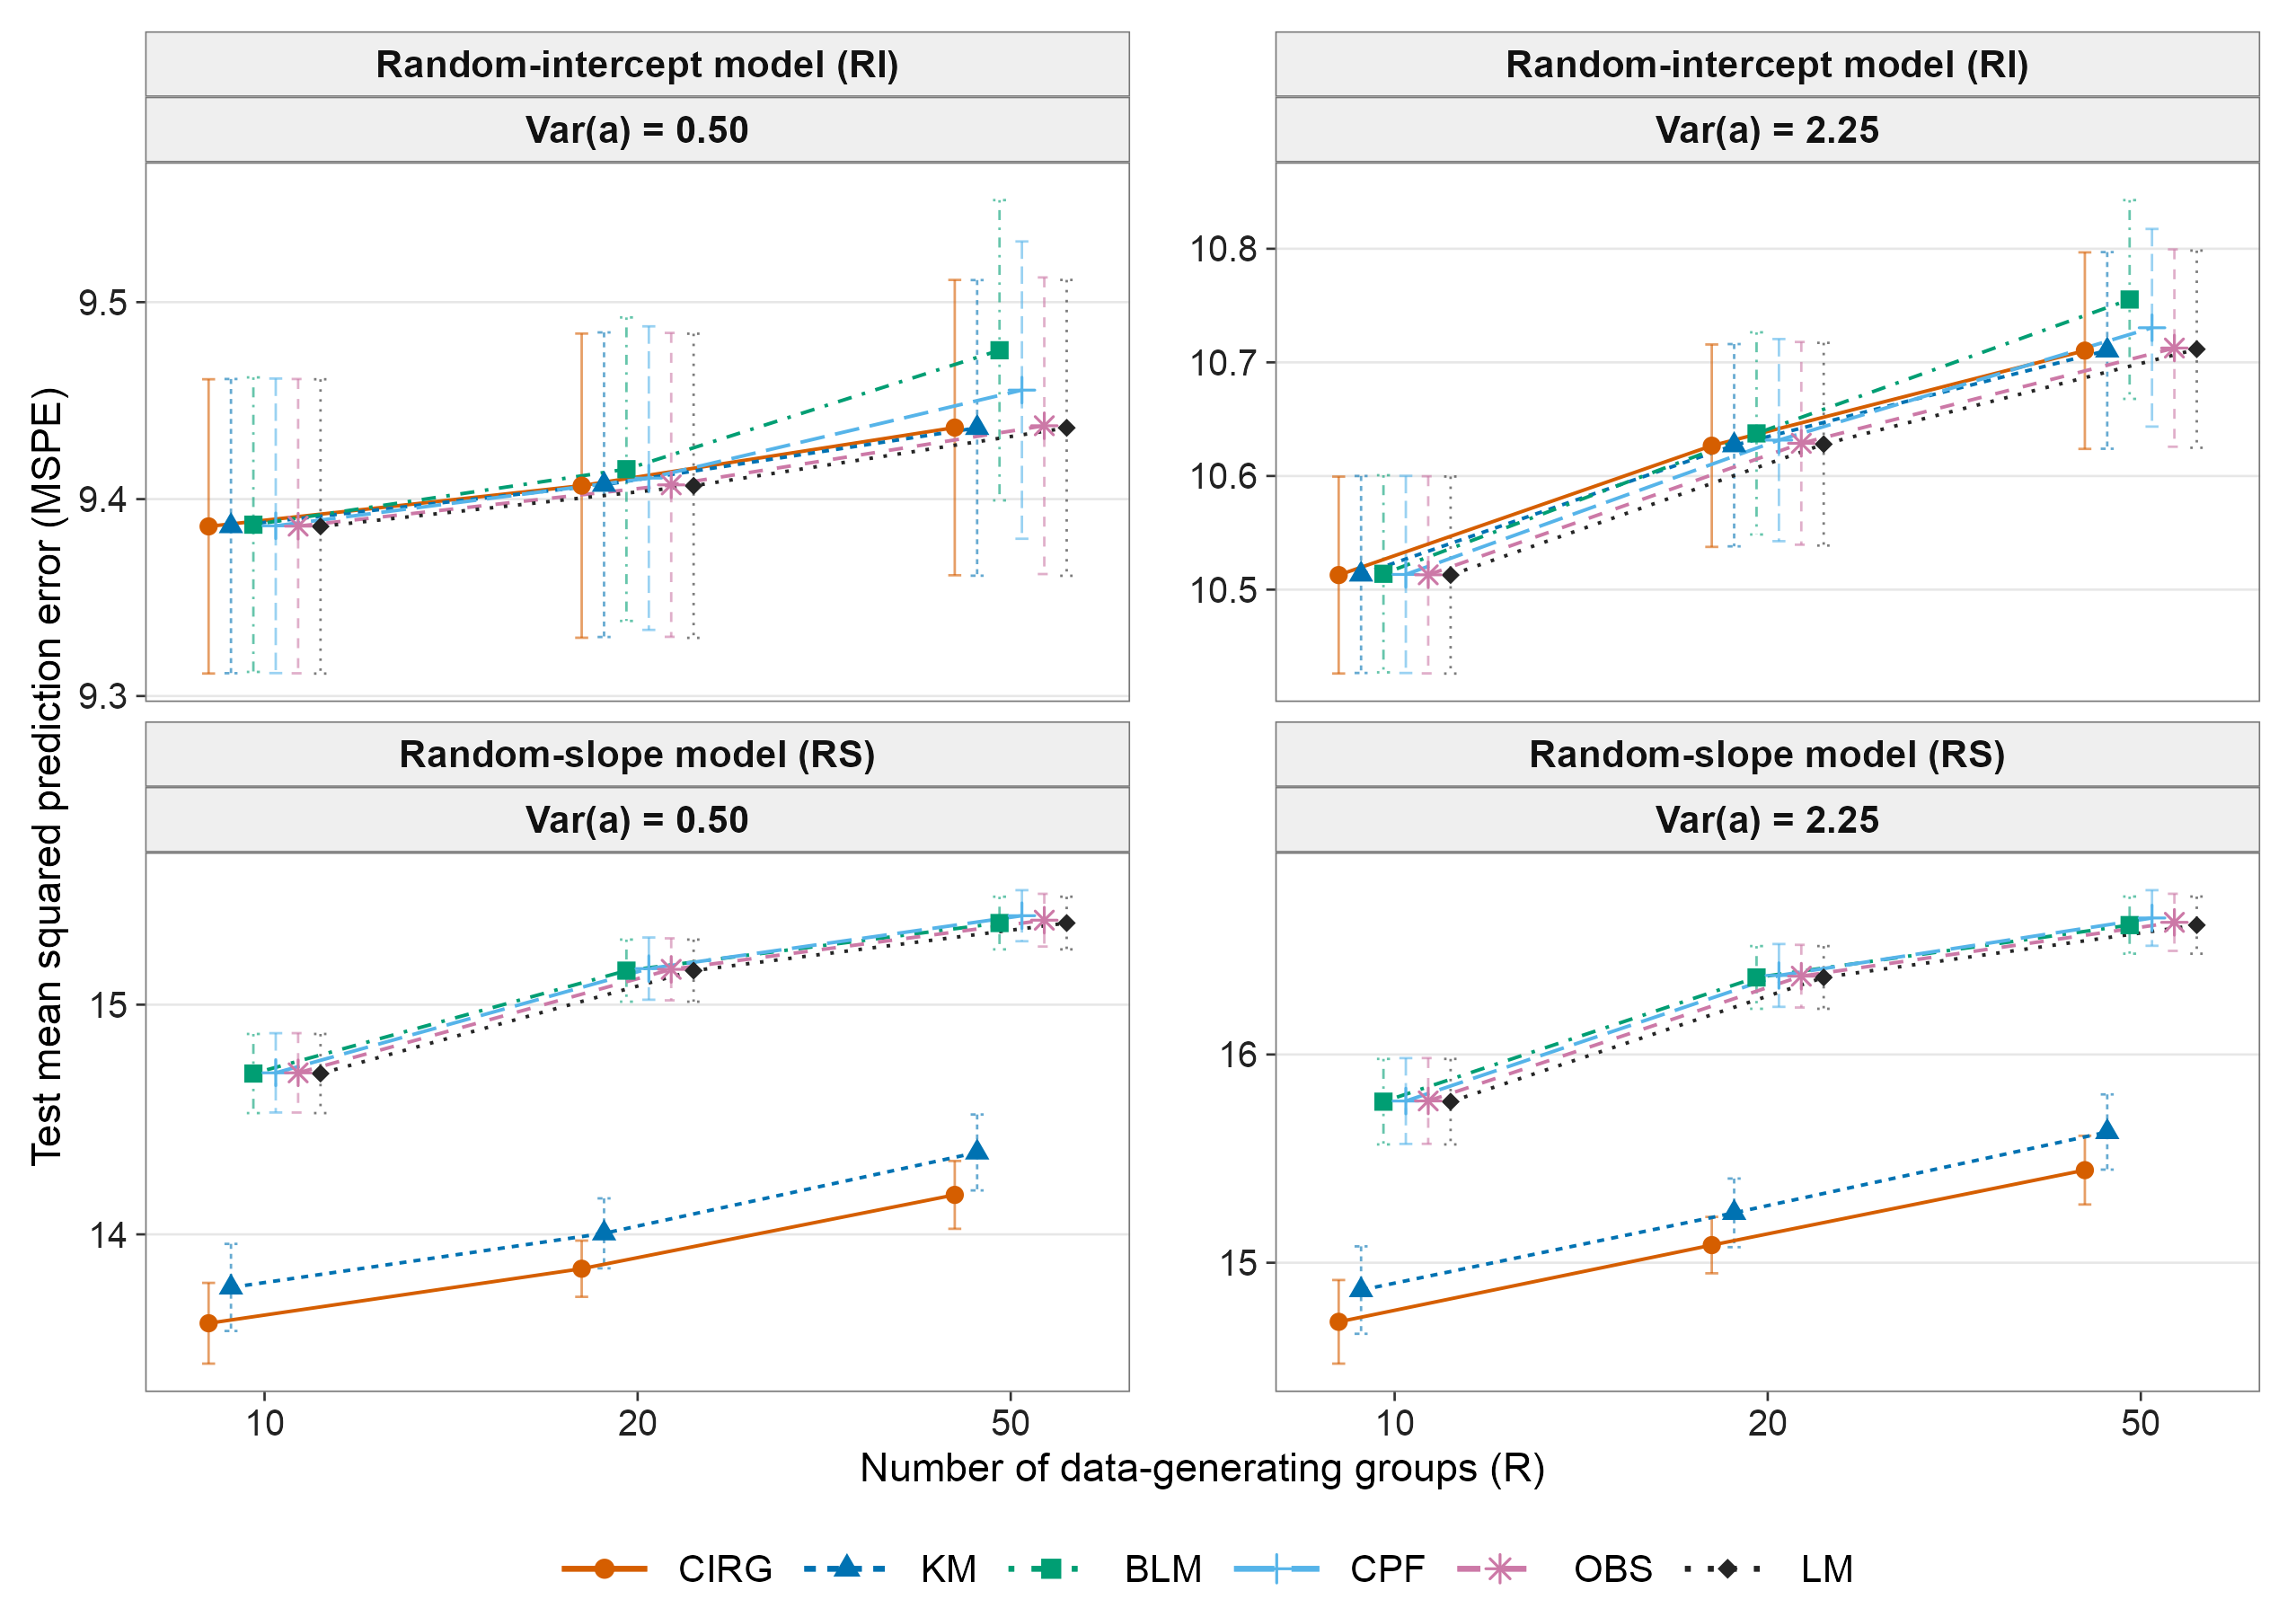 Random-intercept model (RI)
Var(a) = 0.50
Random-intercept model (RI)
Var(a) = 2.25
9.5
9.4
9.3
10.8
10.7
10.6
10.5
Test mean squared prediction error (MSPE)
Random-slope model (RS)
Var(a) = 0.50
Random-slope model (RS)
Var(a) = 2.25
15
14
16
15
10 20 50
10 20 50
Number of data-generating groups (R)
CIRG KM BLM CPF OBS LM